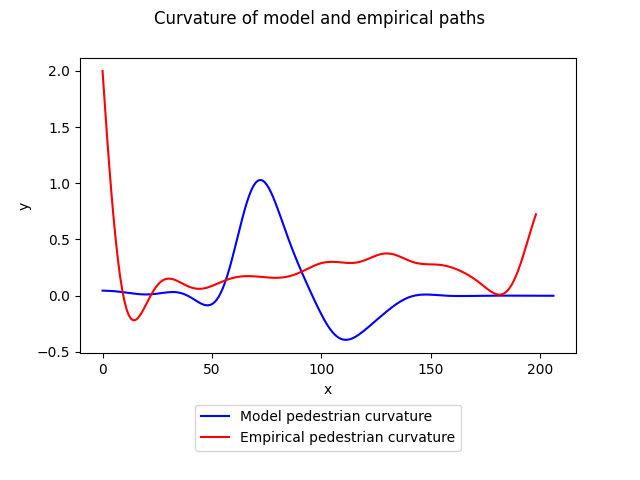 Curvature of model and empirical paths
2.0
1.5
1.0
0.5
0.0
−0.5
y
0
50
100
150
200
x
Model pedestrian curvature
Empirical pedestrian curvature